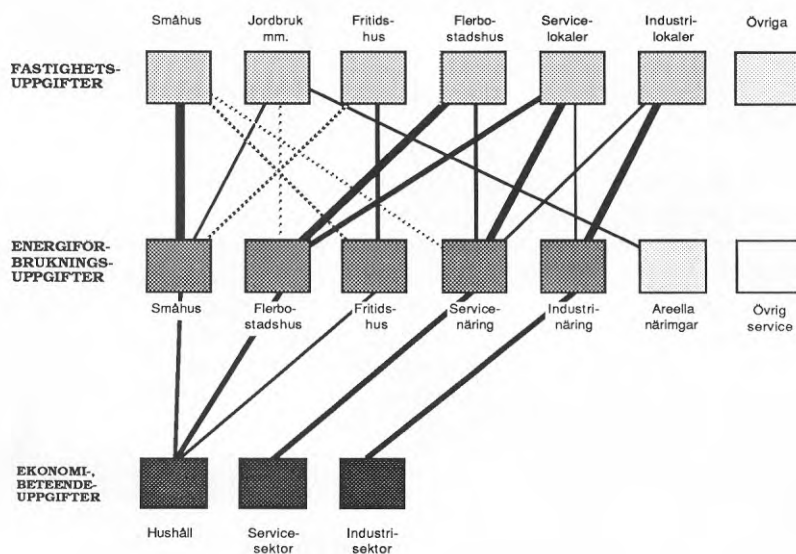 Småhus
Jordbruk
mm.
Fritids-
hus
Flerbo-
stadshus
Service-
lokaler
Industri-
lokaler
Övriga
FASTIGHETS-
UPPGIFTER
ENERGIFÖR-
BRUKNINGS-
UPPGIFTER
Småhus
Flerbo-
stadshus
Fritids-
hus
Service-
näring
Industri-
näring
Areella
närimgar
Övrig
service
EKONOMI-,
BETEENDE-
UPPGIFTER
Hushåll
Service-
sektor
Industri-
sektor